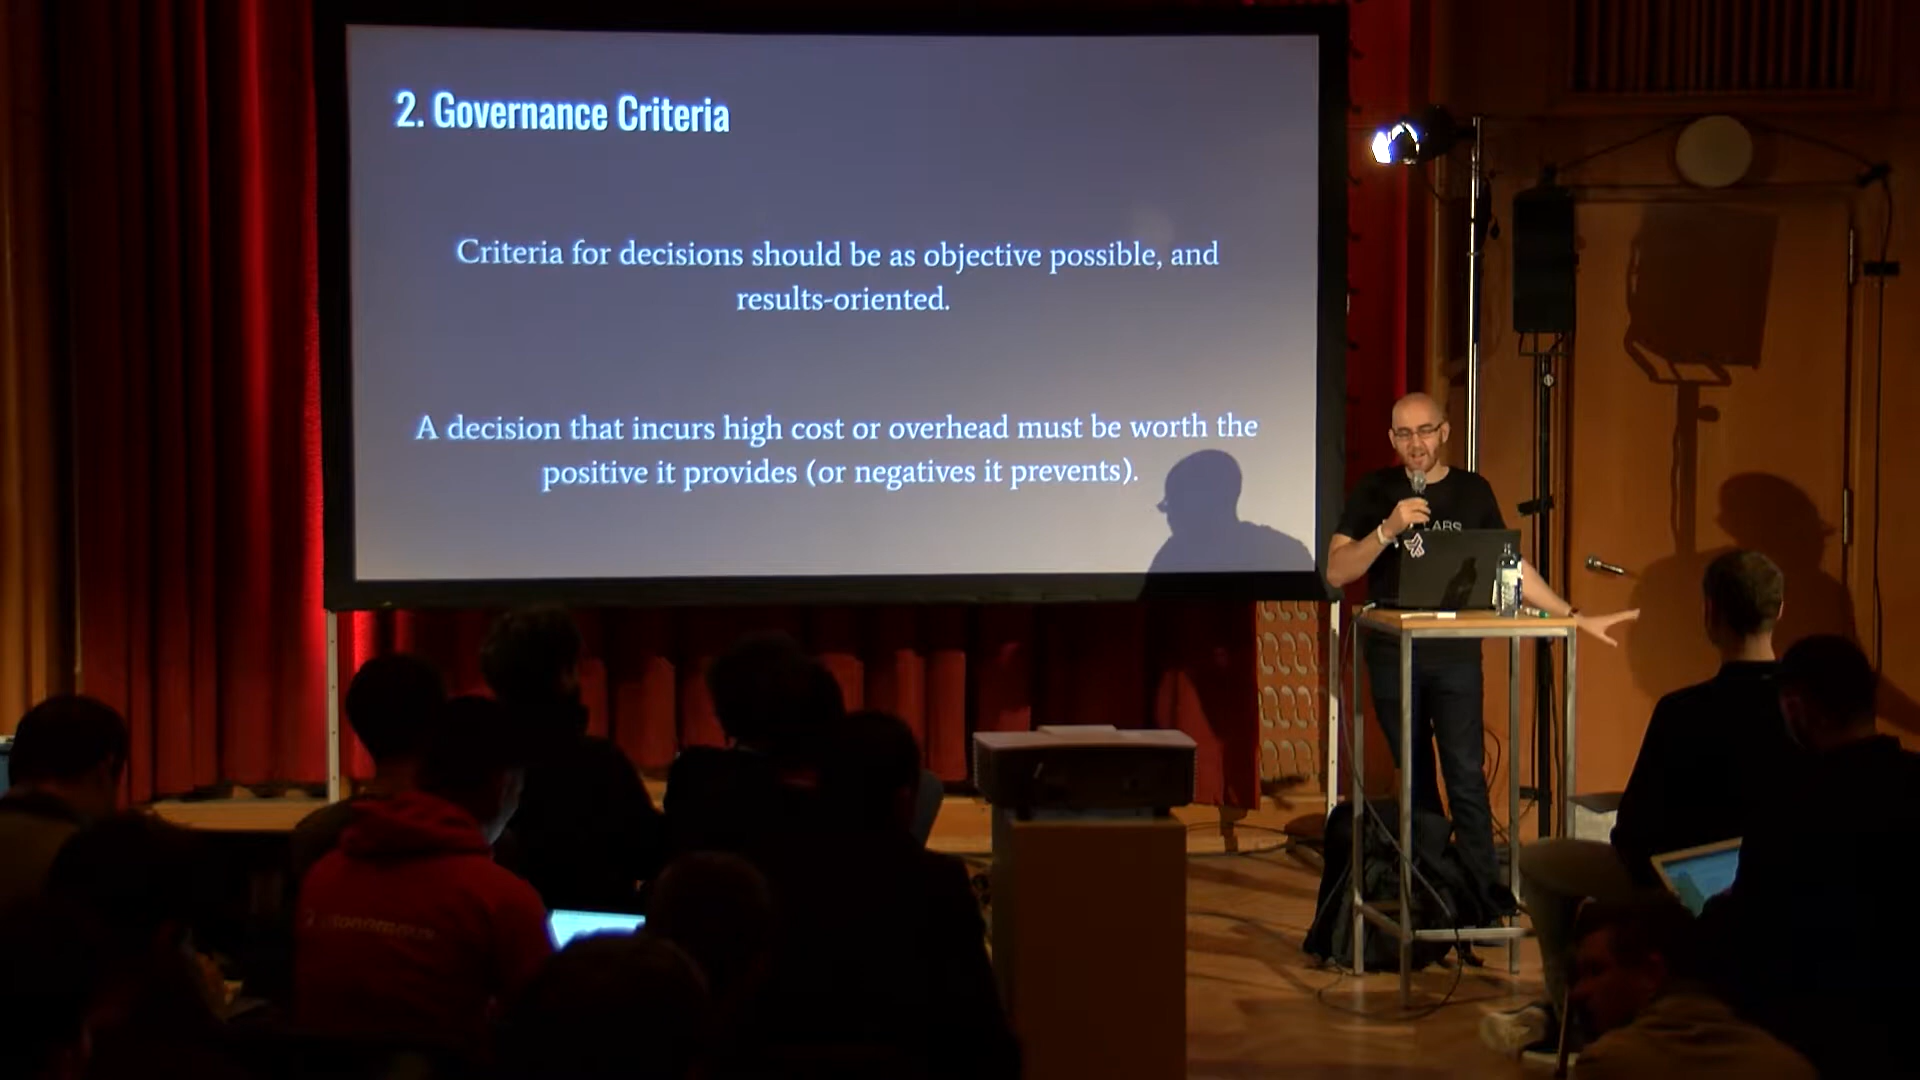 2. Governance Criteria
Criteria for decisions should be as objective possible, and
results-oriented.
A decision that incurs high cost or overhead must be worth the
positive it provides (or negatives it prevents).
LABS